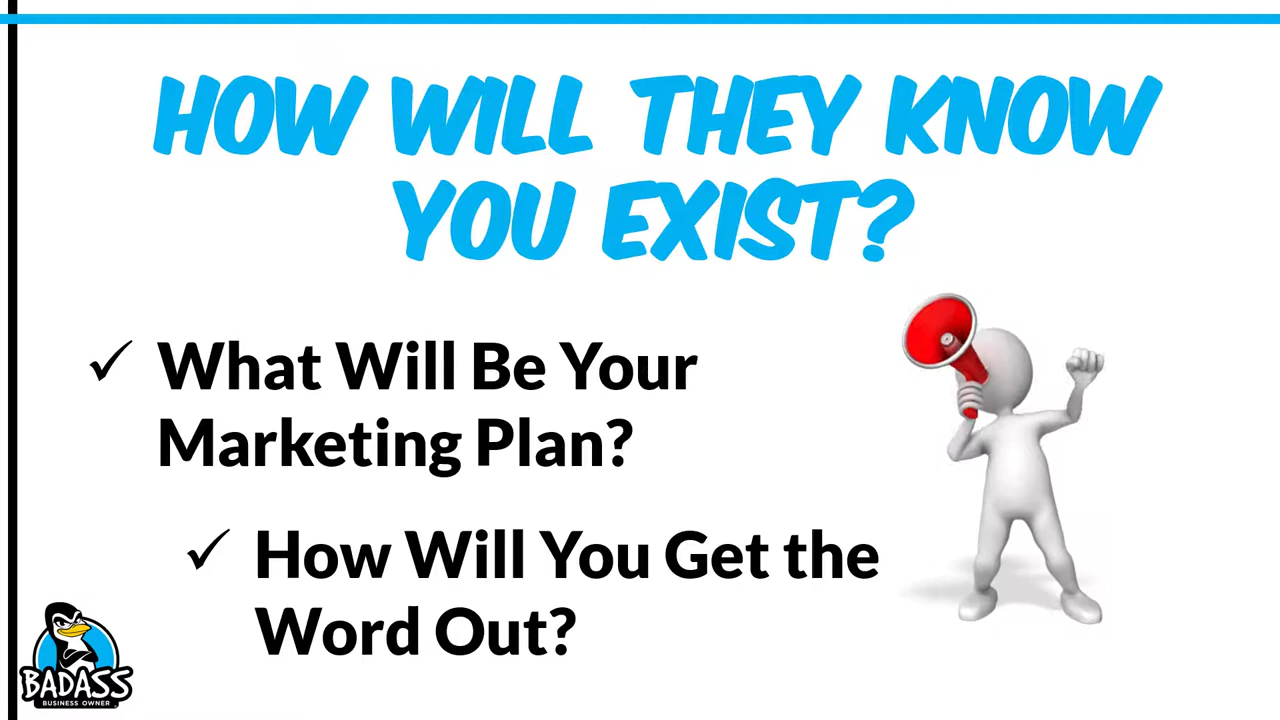 HOW WILL THEY KNOW
YOU EXIST?
✓ What Will Be Your
Marketing Plan?
✓ How Will You Get the
Word Out?
BADASS
BUSINESS OWNER